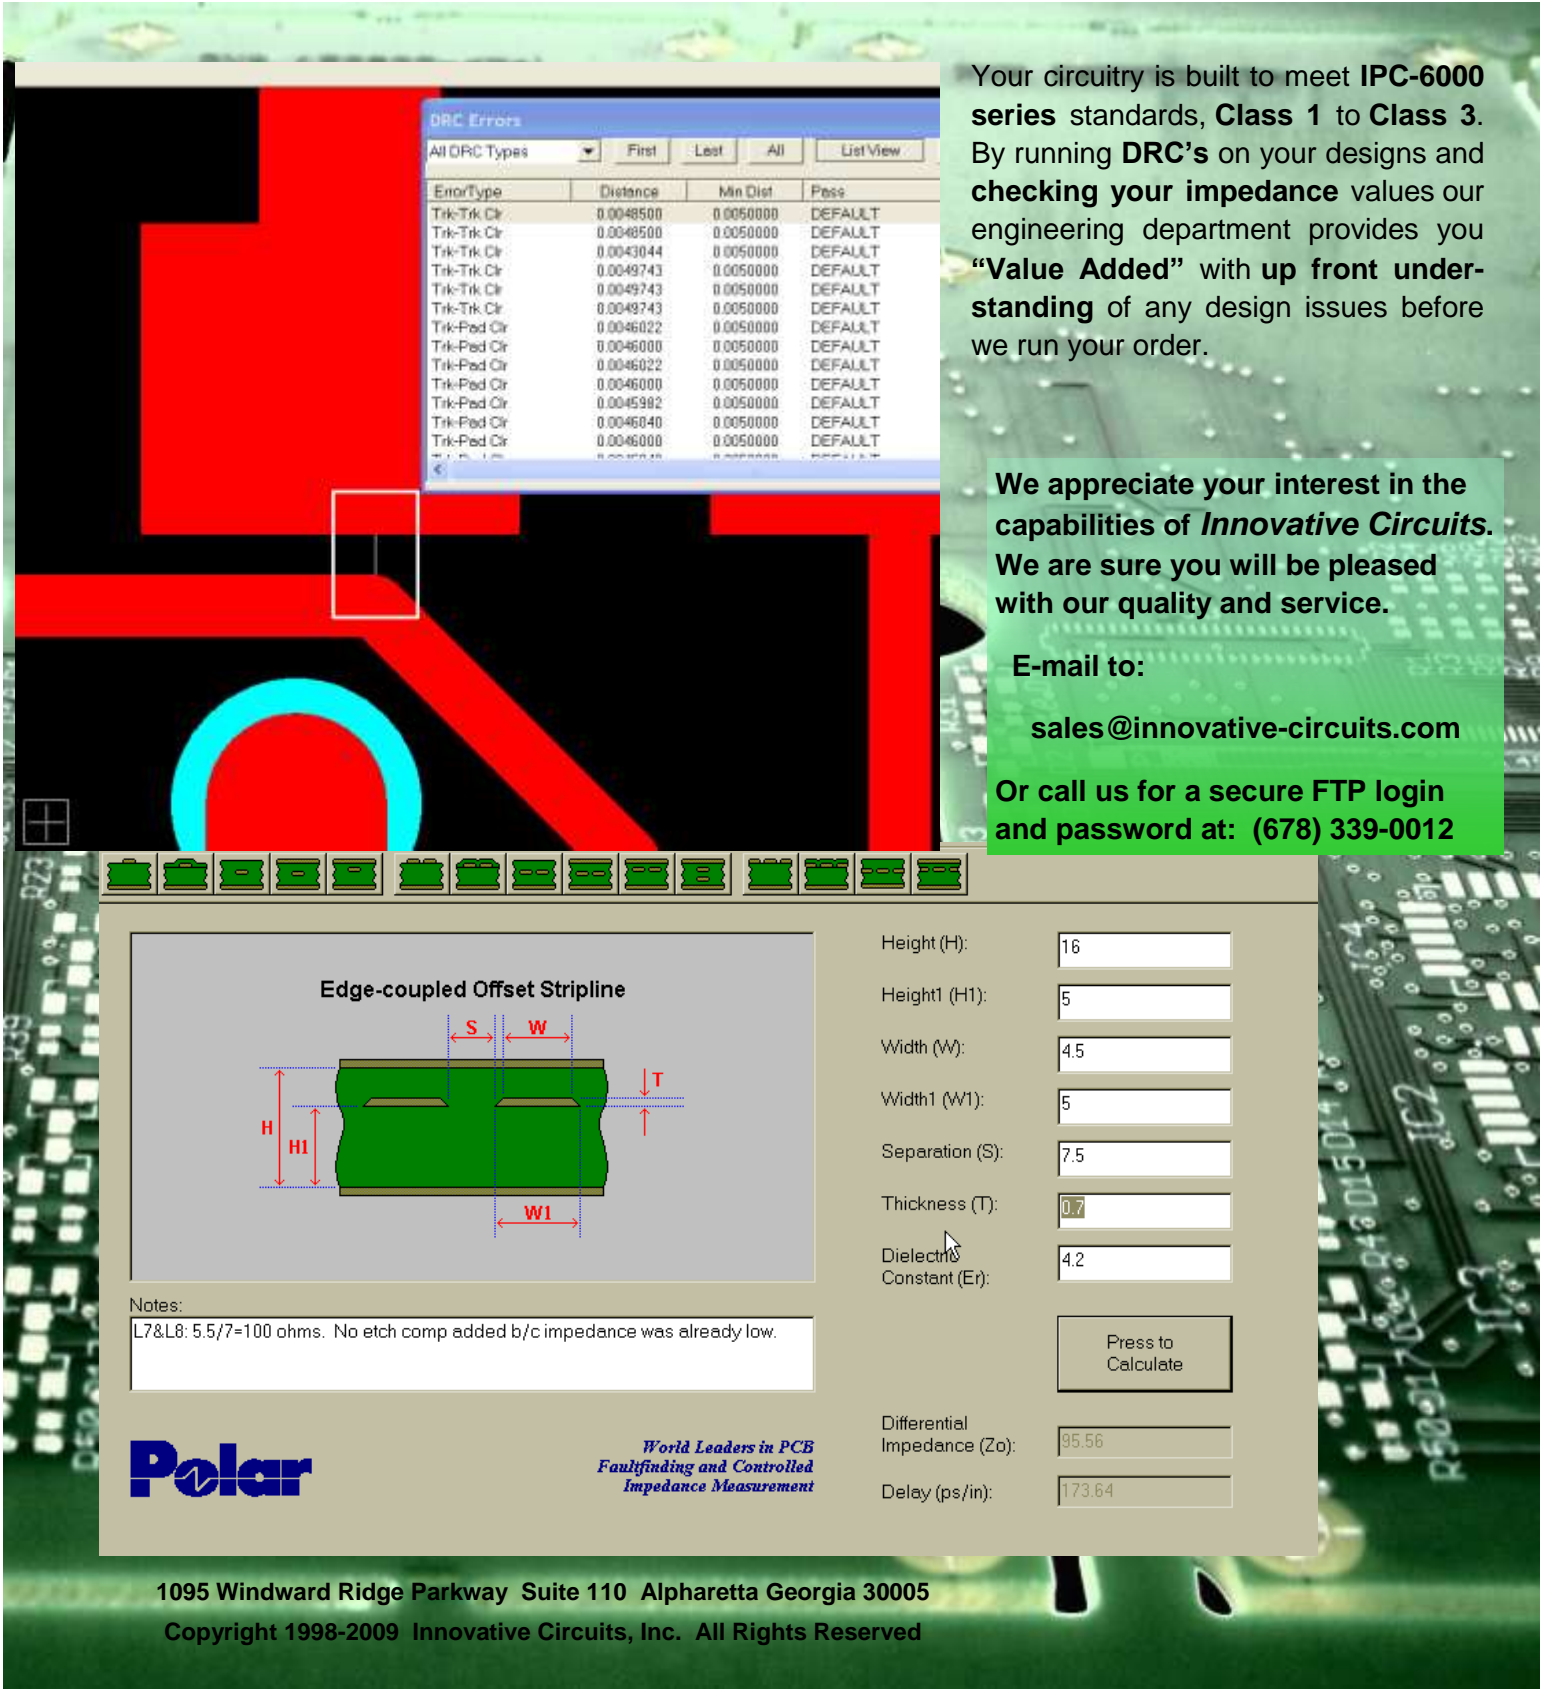 Your circuitry is built to meet IPC-6000
series standards, Class 1 to Class 3.
By running DRC's on your designs and
checking your impedance values our
engineering department provides you
“Value Added” with up front under-
standing of any design issues before
we run your order.
DRC Errors
All DRC Types First Last All List View
ErrorType Distance Min Dist Pass
Trk-Trk Clr 0.0048500 0.0050000 DEFAULT
Trk-Trk Clr 0.0048500 0.0050000 DEFAULT
Trk-Trk Clr 0.0043044 0.0050000 DEFAULT
Trk-Trk Clr 0.0049743 0.0050000 DEFAULT
Trk-Trk Clr 0.0049743 0.0050000 DEFAULT
Trk-Trk Clr 0.0049743 0.0050000 DEFAULT
Trk-Pad Clr 0.0046022 0.0050000 DEFAULT
Trk-Pad Clr 0.0046000 0.0050000 DEFAULT
Trk-Pad Clr 0.0046022 0.0050000 DEFAULT
Trk-Pad Clr 0.0046000 0.0050000 DEFAULT
Trk-Pad Clr 0.0045982 0.0050000 DEFAULT
Trk-Pad Clr 0.0046040 0.0050000 DEFAULT
Trk-Pad Clr 0.0046000 0.0050000 DEFAULT
We appreciate your interest in the
capabilities of Innovative Circuits.
We are sure you will be pleased
with our quality and service.
E-mail to:
sales@innovative-circuits.com
Or call us for a secure FTP login
and password at: (678) 339-0012
Edge-coupled Offset Stripline
S W
T
H
H1
W1
Height (H): 16
Height1 (H1): 5
Width (W): 4.5
Width1 (W1): 5
Separation (S): 7.5
Thickness (T): 0.7
Dielectric
Constant (Er): 4.2
Notes:
L7&L8: 5.5/7=100 ohms. No etch comp added b/c impedance was already low.
Press to
Calculate
Differential
Impedance (Zo): 95.56
Delay (ps/in): 173.64
Polar
World Leaders in PCB
Faultfinding and Controlled
Impedance Measurement
R23
R39
IC4
IC2
IC3
D15
R42
1095 Windward Ridge Parkway Suite 110 Alpharetta Georgia 30005
Copyright 1998-2009 Innovative Circuits, Inc. All Rights Reserved